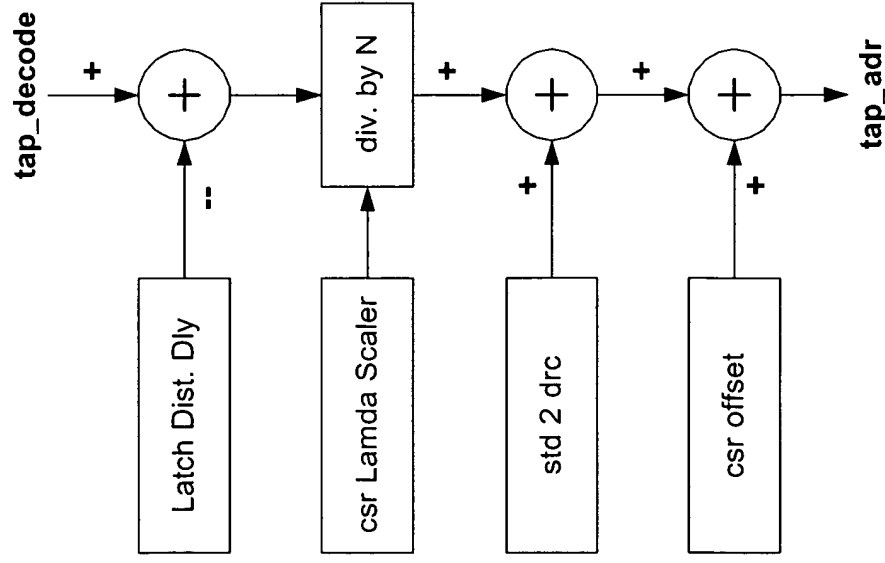 tap_decode
+
Latch Dist. Dly
--
+
csr Lamda Scaler
div. by N
+
std 2 drc
+
+
+
csr offset
+
+
tap_adr